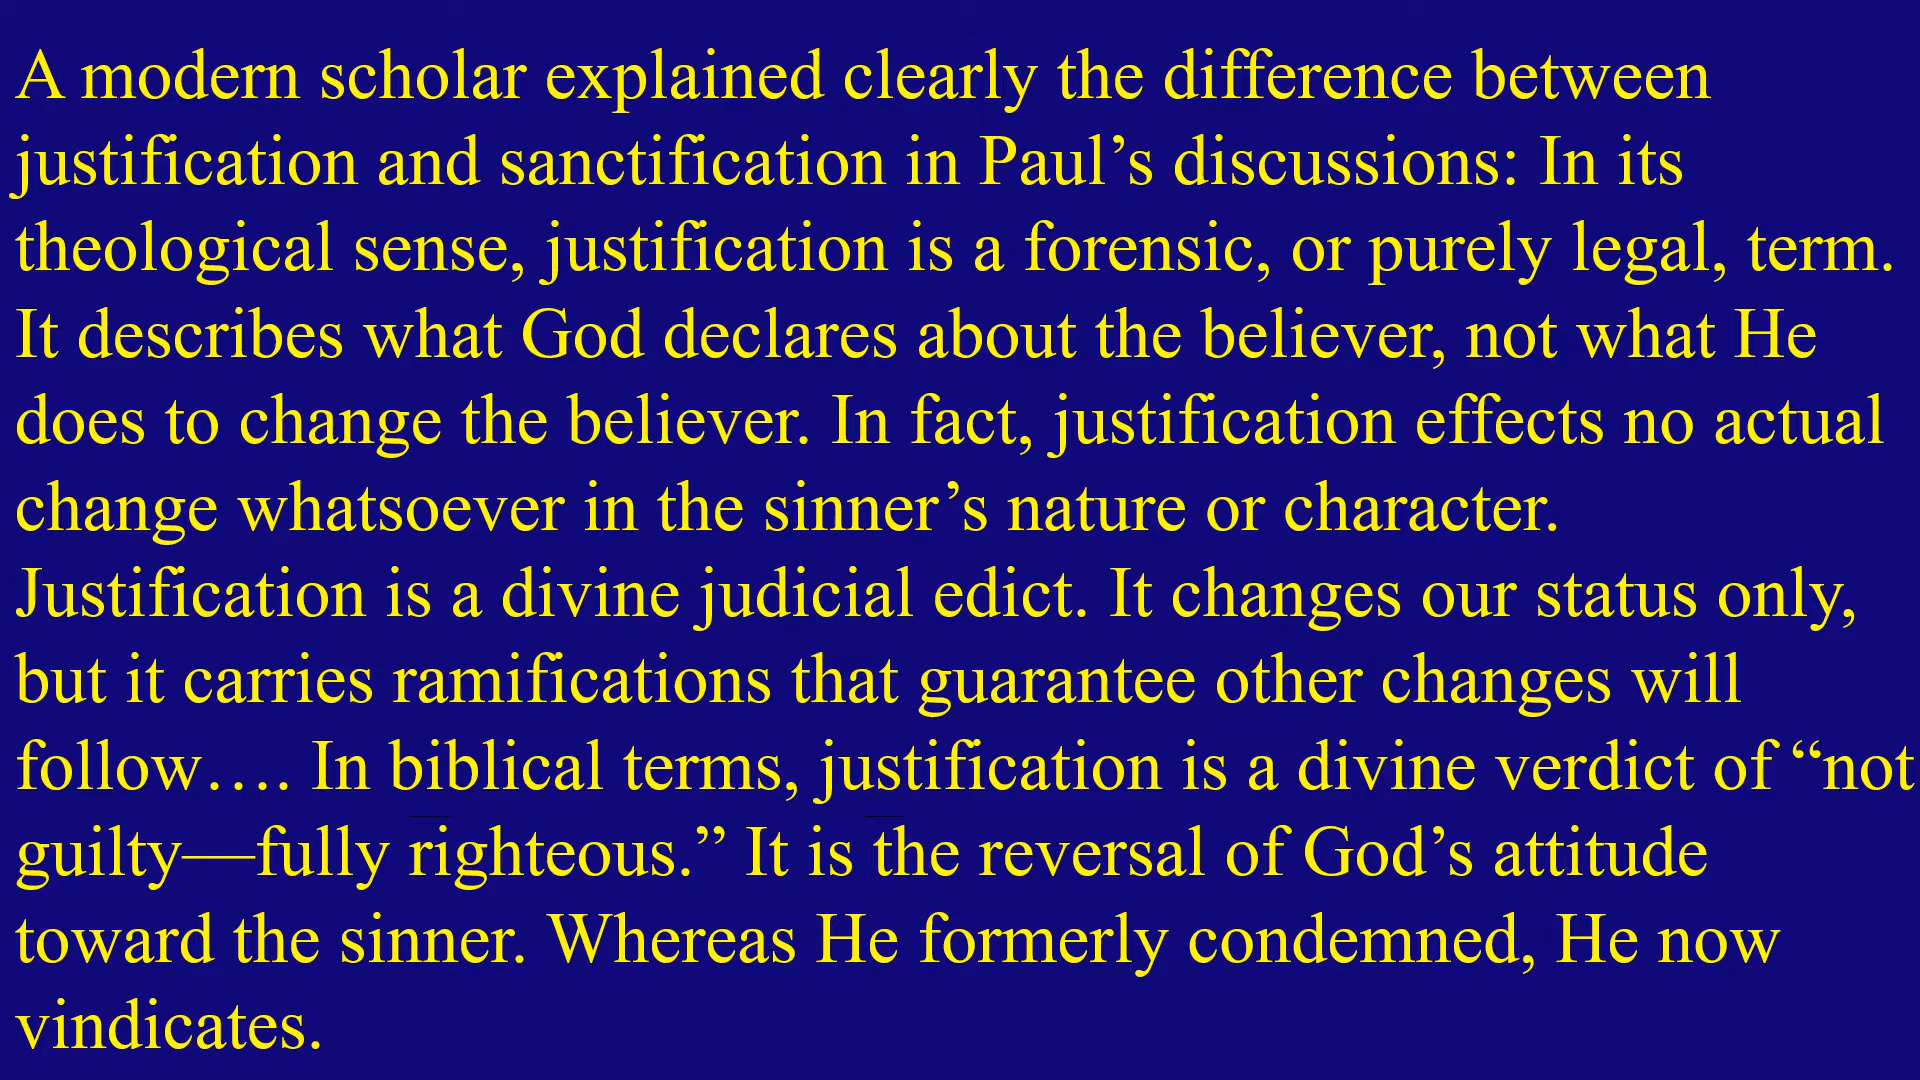 A modern scholar explained clearly the difference between
justification and sanctification in Paul’s discussions: In its
theological sense, justification is a forensic, or purely legal, term.
It describes what God declares about the believer, not what He
does to change the believer. In fact, justification effects no actual
change whatsoever in the sinner’s nature or character.
Justification is a divine judicial edict. It changes our status only,
but it carries ramifications that guarantee other changes will
follow…. In biblical terms, justification is a divine verdict of “not
guilty—fully righteous.” It is the reversal of God’s attitude
toward the sinner. Whereas He formerly condemned, He now
vindicates.